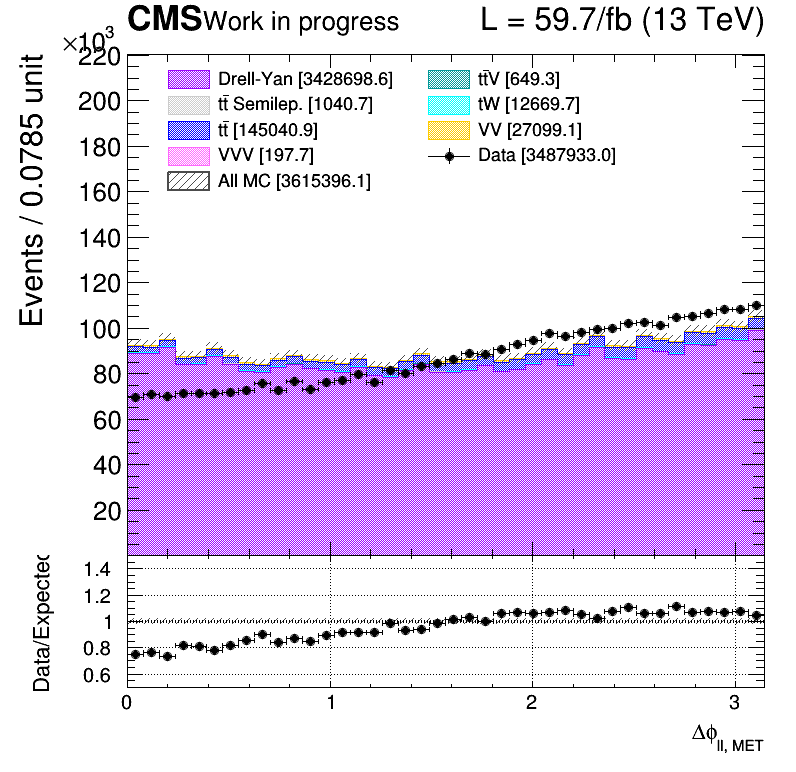 CMS Work in progress L = 59.7/fb (13 TeV)
×10³
Events / 0.0785 unit
220
200
180
160
140
120
100
80
60
40
20
Drell-Yan [3428698.6]
tt̄ Semilep. [1040.7]
tt̄ [145040.9]
VVV [197.7]
All MC [3615396.1]
tt̄V [649.3]
tW [12669.7]
VV [27099.1]
Data [3487933.0]
Data/Expected
1.4
1.2
1
0.8
0.6
0 1 2 3
Δϕ_ll, MET